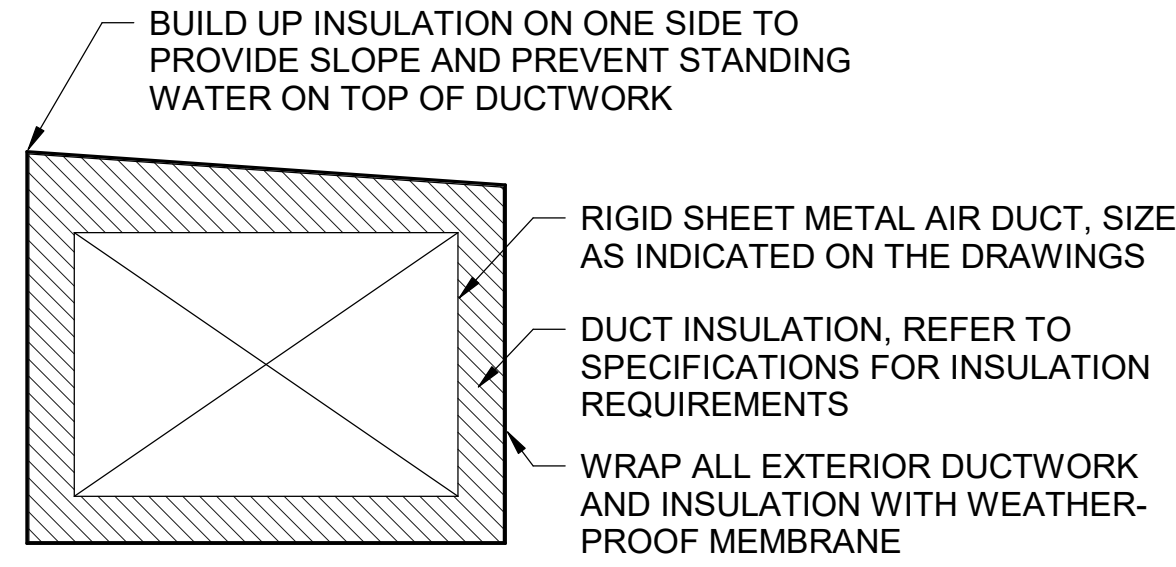 BUILD UP INSULATION ON ONE SIDE TO
PROVIDE SLOPE AND PREVENT STANDING
WATER ON TOP OF DUCTWORK
RIGID SHEET METAL AIR DUCT, SIZE
AS INDICATED ON THE DRAWINGS
DUCT INSULATION, REFER TO
SPECIFICATIONS FOR INSULATION
REQUIREMENTS
WRAP ALL EXTERIOR DUCTWORK
AND INSULATION WITH WEATHER-
PROOF MEMBRANE